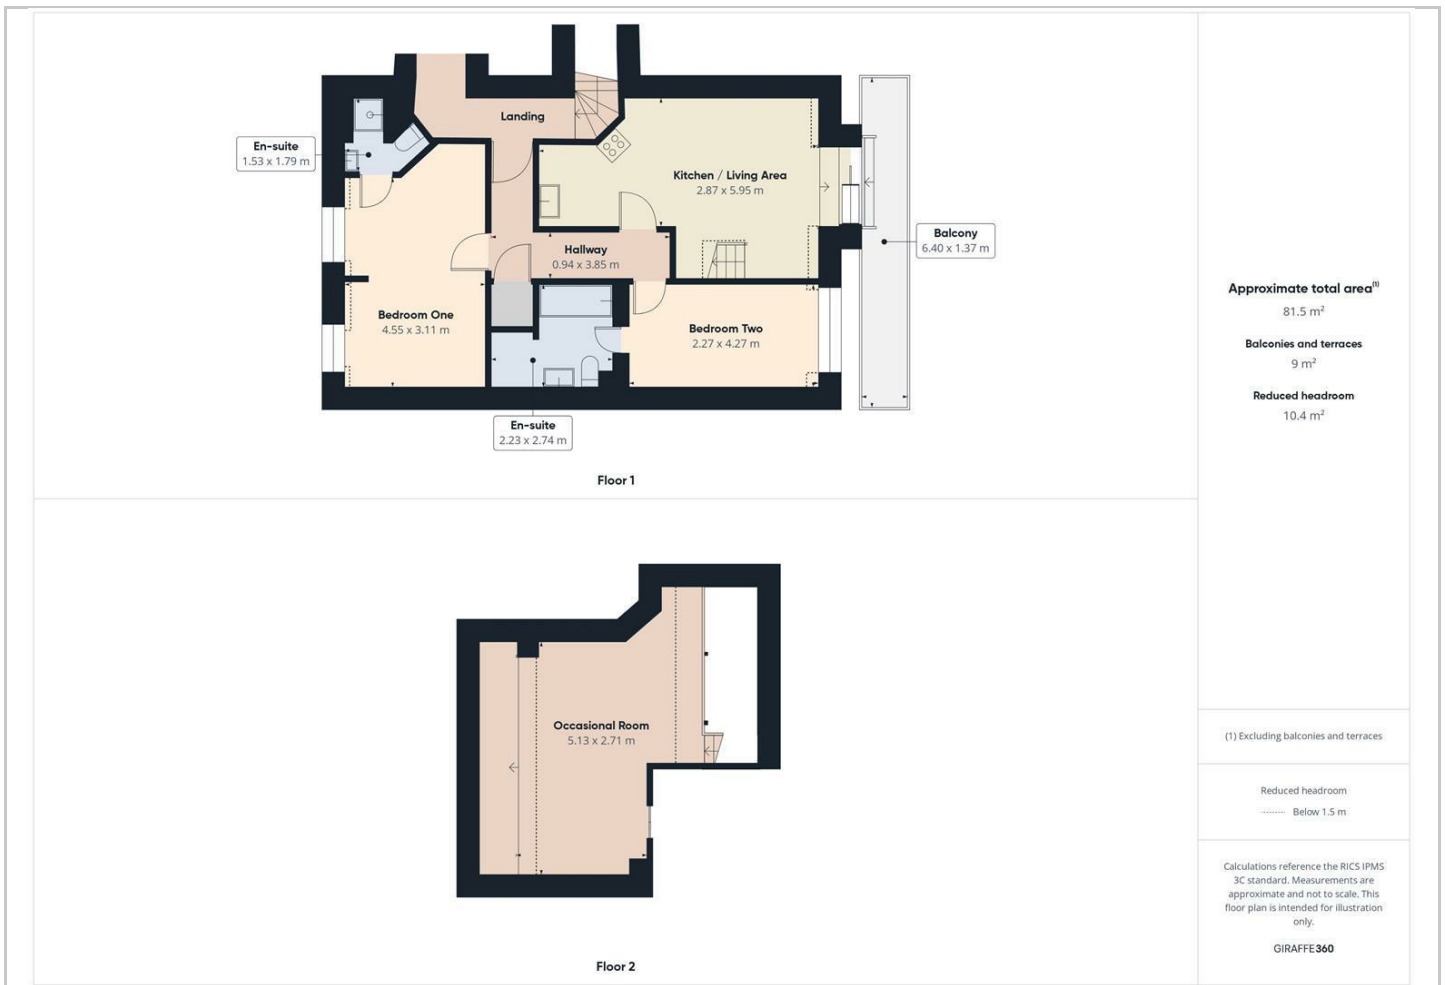 Landing
En-suite
1.53 x 1.79 m
Kitchen / Living Area
2.87 x 5.95 m
Balcony
6.40 x 1.37 m
Hallway
0.94 x 3.85 m
Bedroom One
4.55 x 3.11 m
Bedroom Two
2.27 x 4.27 m
En-suite
2.23 x 2.74 m
Floor 1
Occasional Room
5.13 x 2.71 m
Floor 2
Approximate total area(1)
81.5 m²
Balconies and terraces
9 m²
Reduced headroom
10.4 m²
(1) Excluding balconies and terraces
Reduced headroom
Below 1.5 m
Calculations reference the RICS IPMS
3C standard. Measurements are
approximate and not to scale. This
floor plan is intended for illustration
only.
GIRAFFE360